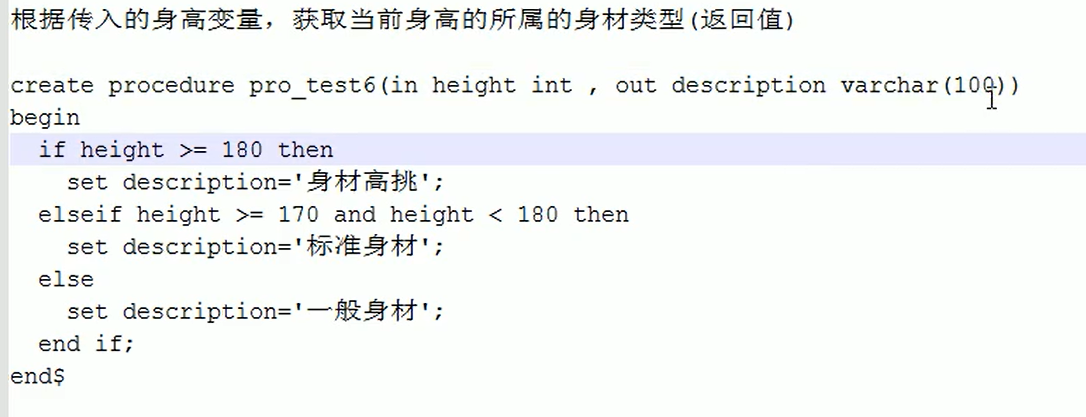 根据传入的身高变量，获取当前身高的所属的身材类型(返回值)
create procedure pro_test6(in height int , out description varchar(100))
begin
if height >= 180 then
set description='身材高挑';
elseif height >= 170 and height < 180 then
set description='标准身材';
else
set description='一般身材';
end if;
end$